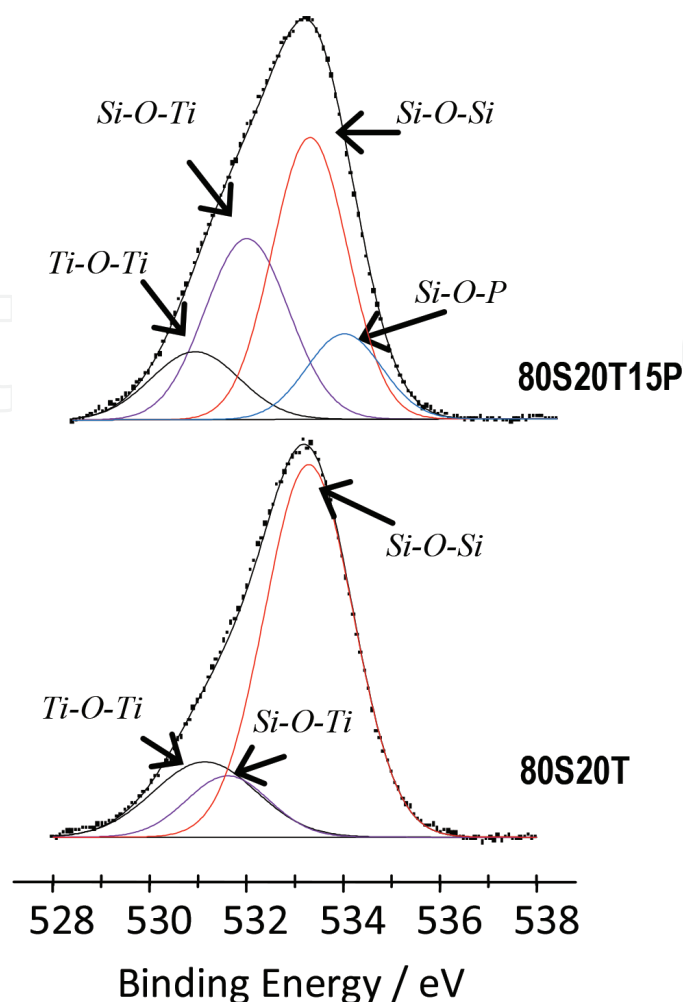 Si-O-Ti
Si-O-Si
Ti-O-Ti
Si-O-P
80S20T15P
Si-O-Si
Ti-O-Ti
Si-O-Ti
80S20T
528 530 532 534 536 538
Binding Energy / eV